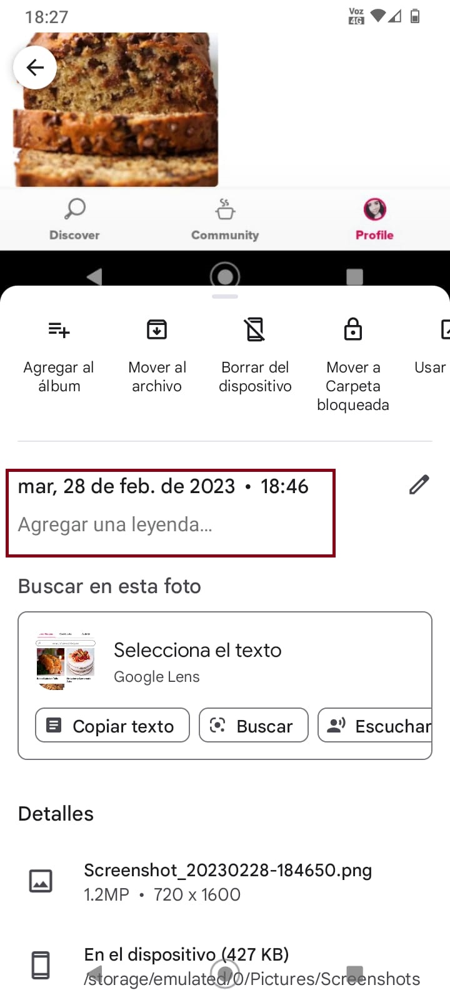 18:27
Voz
4G
Discover
Community
Profile
Agregar al álbum
Mover al archivo
Borrar del dispositivo
Mover a Carpeta bloqueada
Usar
mar, 28 de feb. de 2023 • 18:46
Agregar una leyenda...
Buscar en esta foto
Selecciona el texto
Google Lens
Copiar texto
Buscar
Escuchar
Detalles
Screenshot_20230228-184650.png
1.2MP • 720 x 1600
En el dispositivo (427 KB)
/storage/emulated/0/Pictures/Screenshots